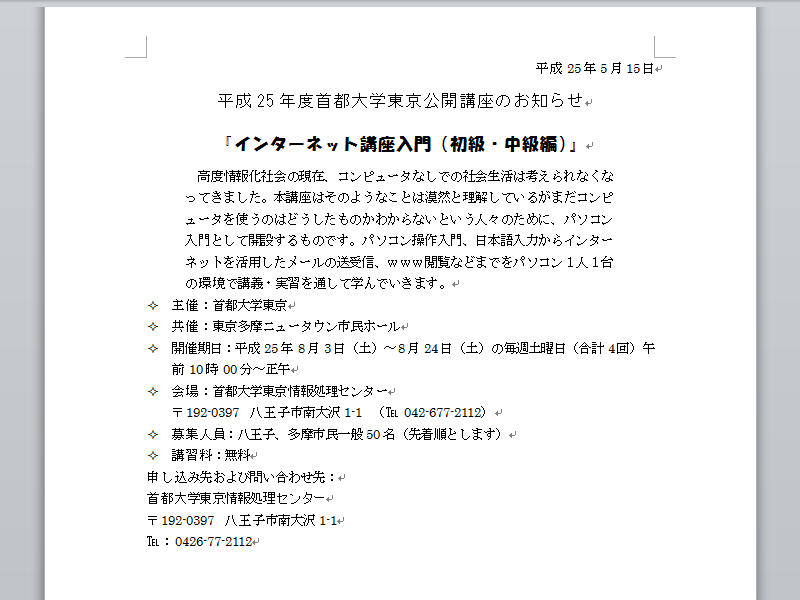 平成 25 年 5 月 15 日
平成 25 年度首都大学東京公開講座のお知らせ
『インターネット講座入門（初級・中級編）』
高度情報化社会の現在、コンピュータなしでの社会生活は考えられなくな
ってきました。本講座はそのようなことは漠然と理解しているがまだコンピ
ュータを使うのはどうしたものかわからないという人々のために、パソコン
入門として開設するものです。パソコン操作入門、日本語入力からインター
ネットを活用したメールの送受信、ｗｗｗ閲覧などまでをパソコン１人１台
の環境で講義・実習を通して学んでいきます。
主催：首都大学東京
共催：東京多摩ニュータウン市民ホール
開催期日：平成 25 年 8 月 3 日（土）～8 月 24 日（土）の毎週土曜日（合計 4 回）午
前 10 時 00 分～正午
会場：首都大学東京情報処理センター
〒192-0397 八王子市南大沢 1-1 （℡ 042-677-2112）
募集人員：八王子、多摩市民一般 50 名（先着順とします）
講習料：無料
申し込み先および問い合わせ先：
首都大学東京情報処理センター
〒192-0397 八王子市南大沢 1-1
℡：0426-77-2112